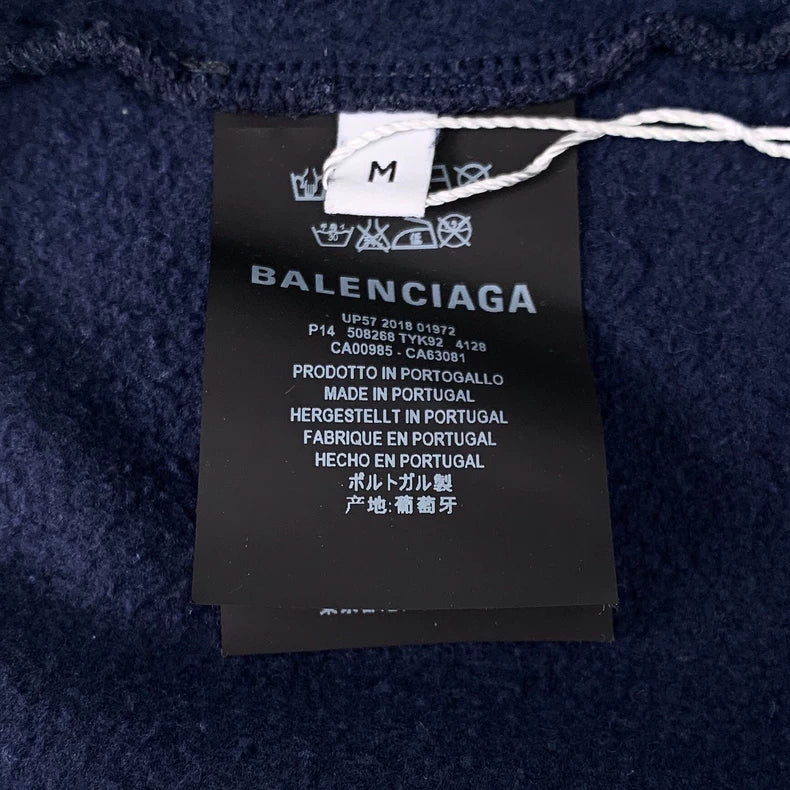 M
30
BALENCIAGA
UP57 2018 01972
P14 508268 TYK92 4128
CA00985 - CA63081
PRODOTTO IN PORTOGALLO
MADE IN PORTUGAL
HERGESTELLT IN PORTUGAL
FABRIQUE EN PORTUGAL
HECHO EN PORTUGAL
ポルトガル製
产地:葡萄牙